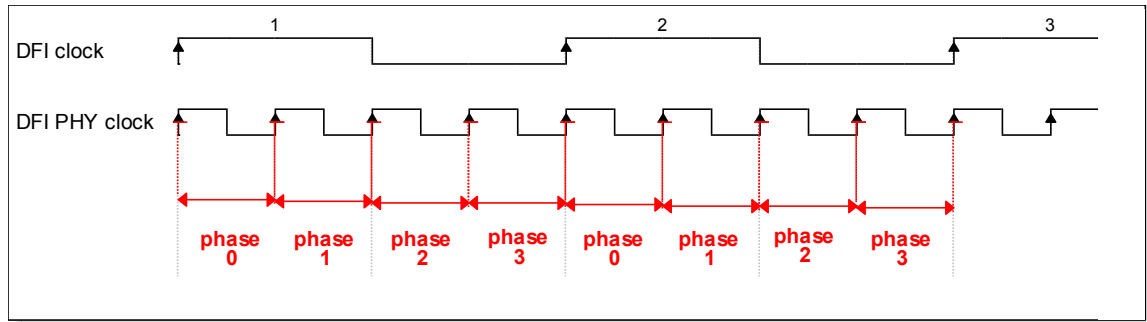 1 2 3
DFI clock
DFI PHY clock
phase phase phase phase phase phase phase phase
0 1 2 3 0 1 2 3